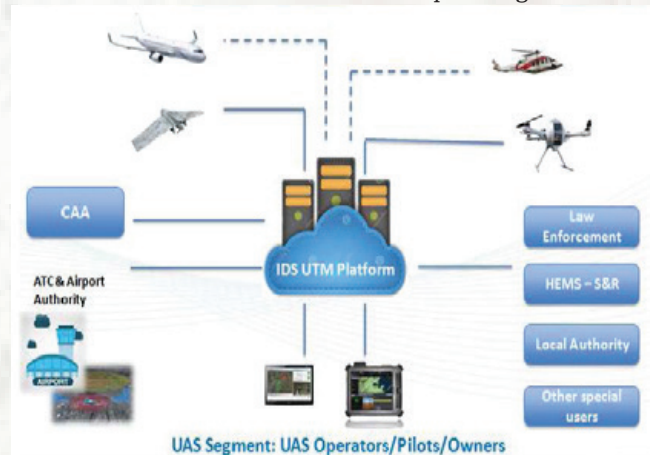 CAA
Law
Enforcement
IDS UTM Platform
HEMS – S&R
ATC & Airport
Authority
Local Authority
AIRPORT
Other special
users
UAS Segment: UAS Operators/Pilots/Owners